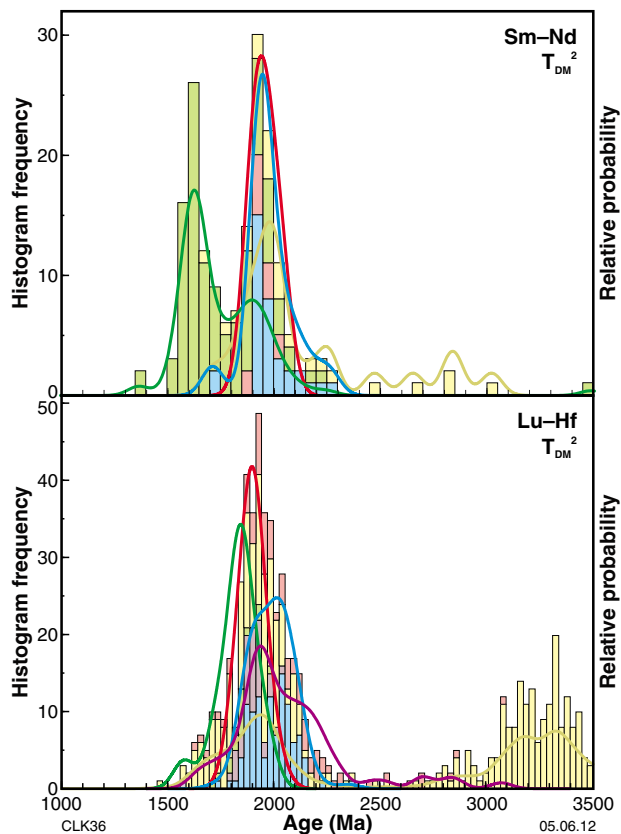 30
Sm–Nd
TDM2
20
Histogram frequency
Relative probability
10
0
50
Lu–Hf
TDM2
40
30
Histogram frequency
Relative probability
20
10
0
1000 1500 2000 2500 3000 3500
CLK36 Age (Ma) 05.06.12